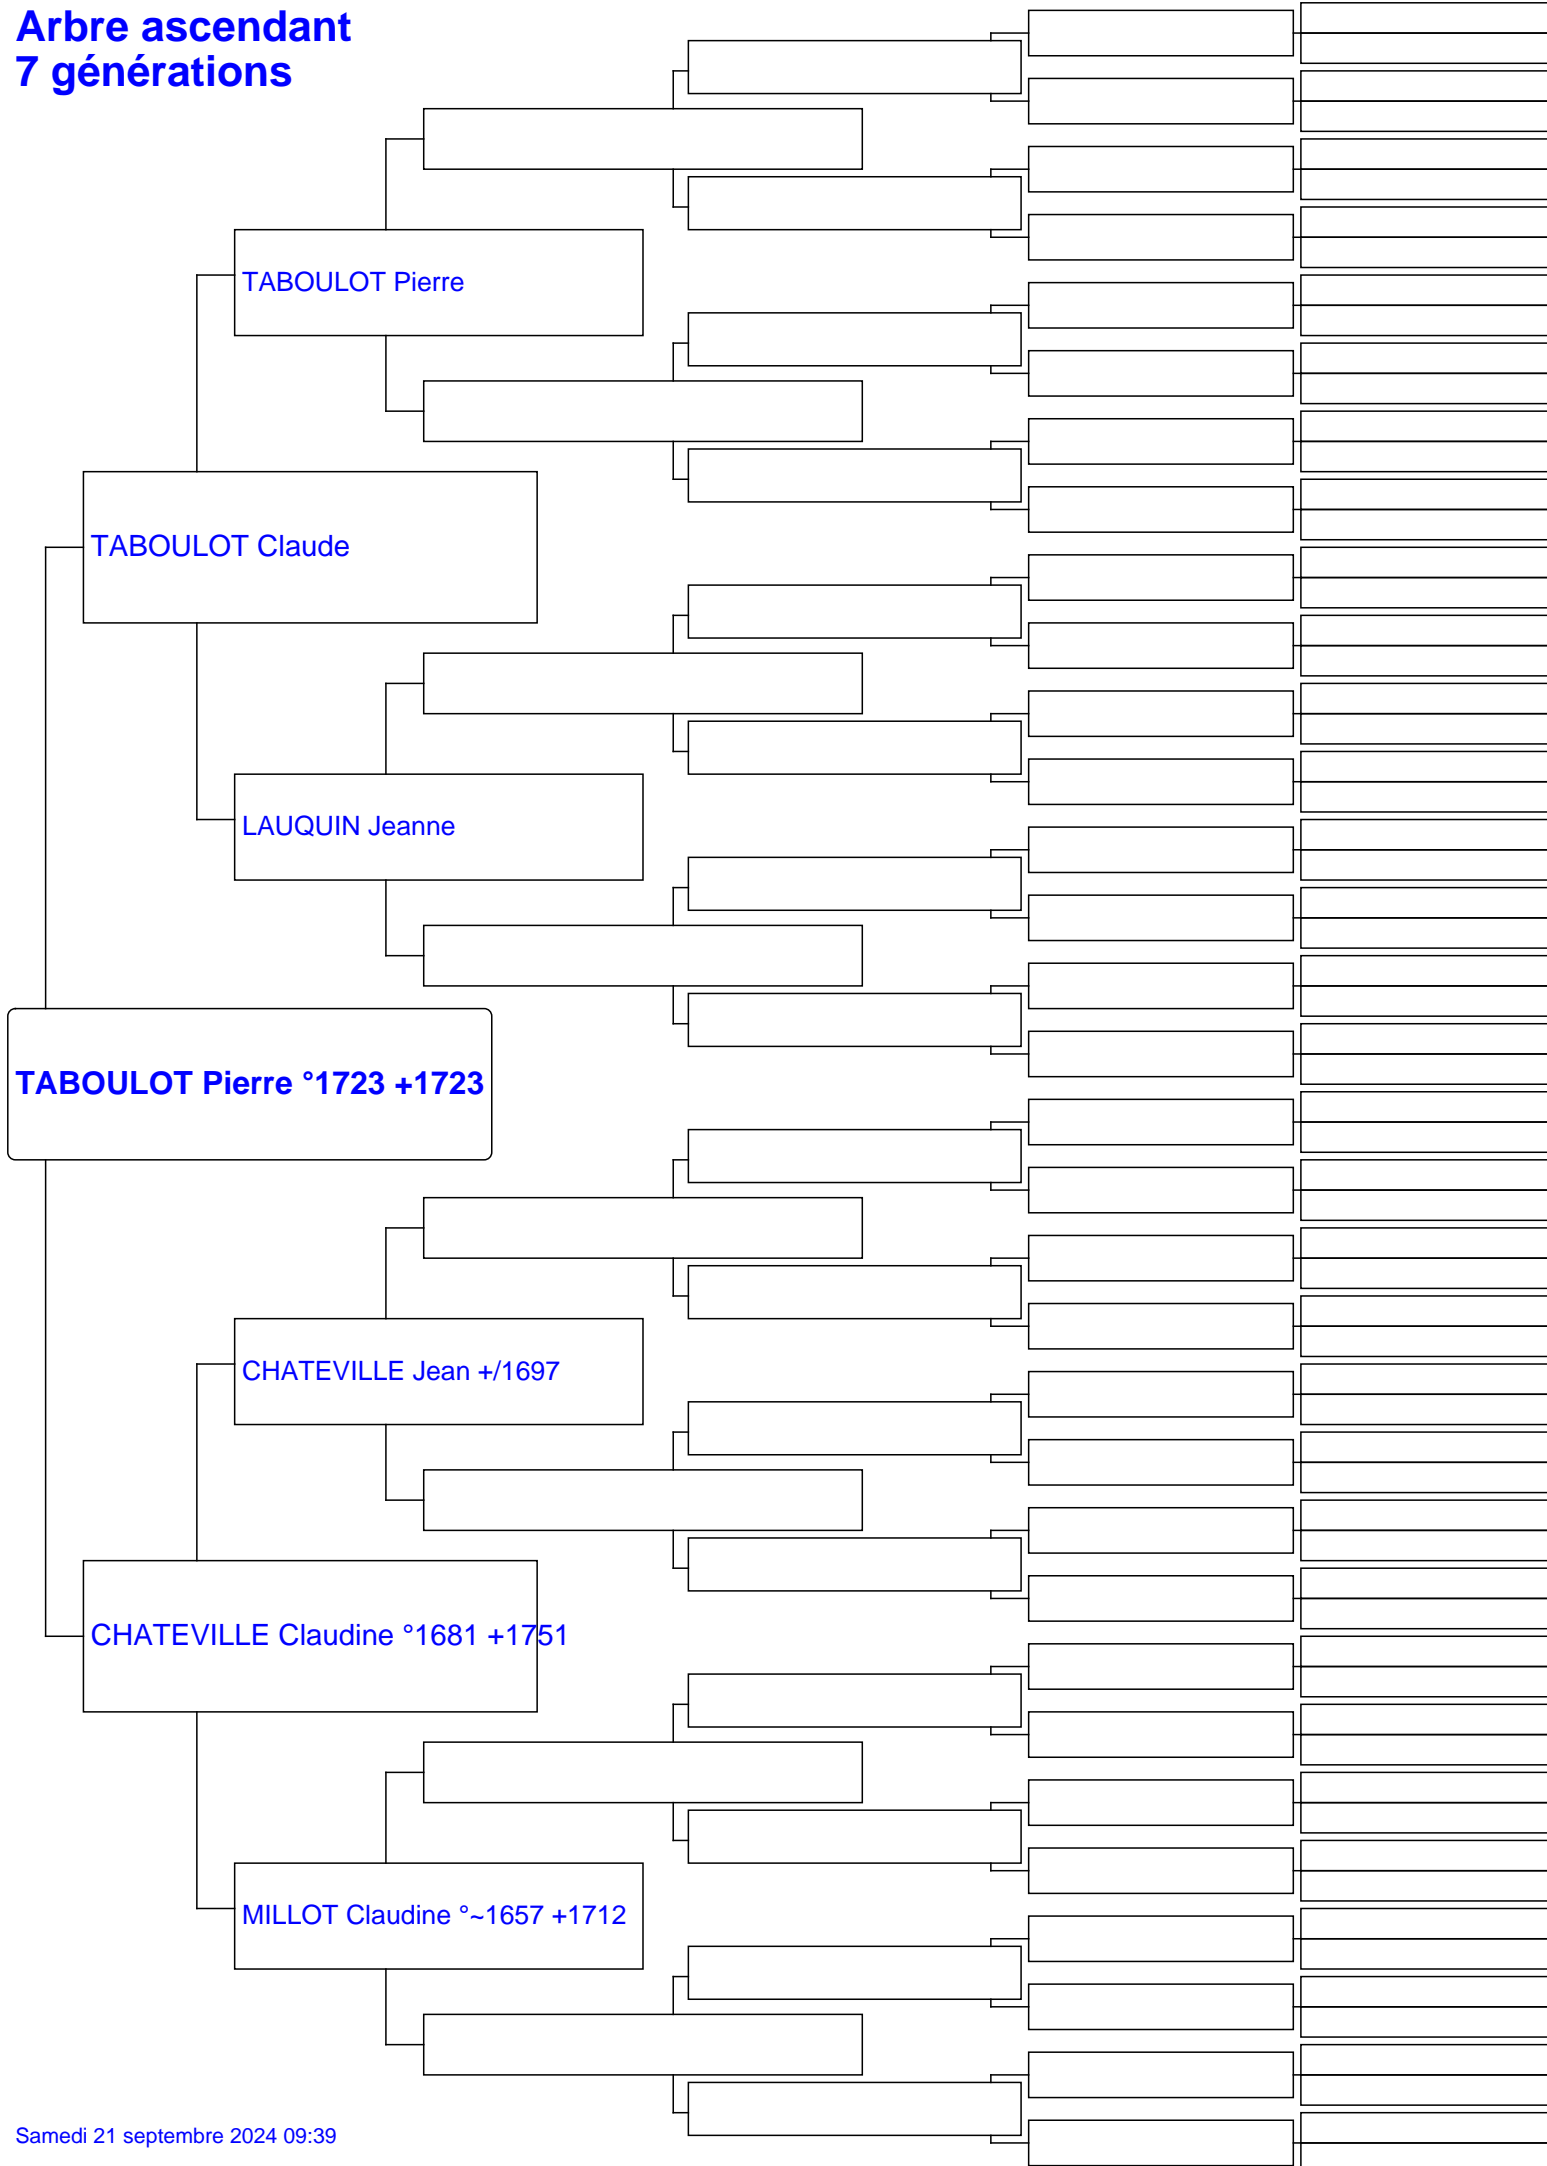 Arbre ascendant
7 générations
TABOULOT Pierre
TABOULOT Claude
LAUQUIN Jeanne
TABOULOT Pierre °1723 +1723
CHATEVILLE Jean +/1697
CHATEVILLE Claudine °1681 +1751
MILLOT Claudine °~1657 +1712
Samedi 21 septembre 2024 09:39